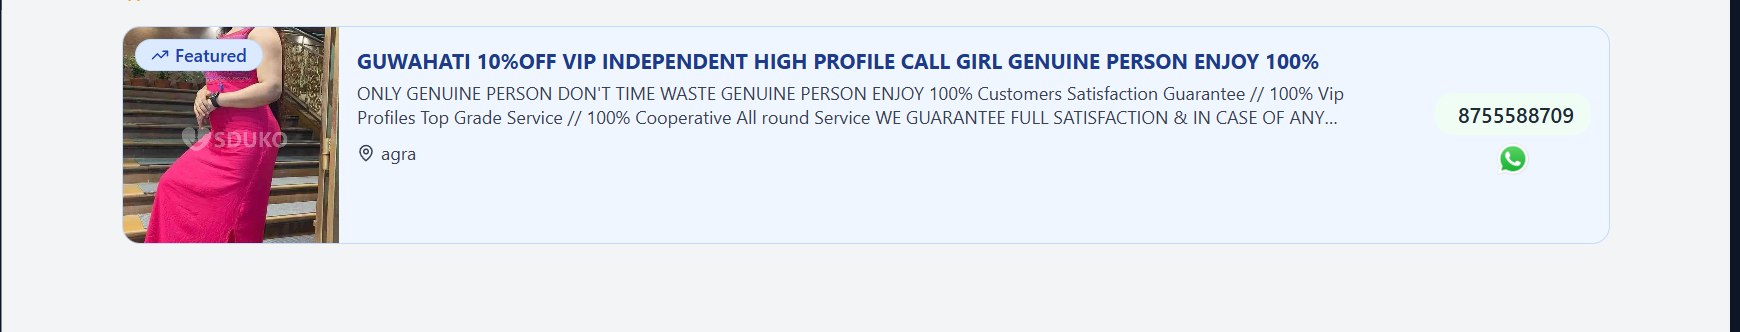 Featured
SDUKO
GUWAHATI 10%OFF VIP INDEPENDENT HIGH PROFILE CALL GIRL GENUINE PERSON ENJOY 100%
ONLY GENUINE PERSON DON'T TIME WASTE GENUINE PERSON ENJOY 100% Customers Satisfaction Guarantee // 100% Vip
Profiles Top Grade Service // 100% Cooperative All round Service WE GUARANTEE FULL SATISFACTION & IN CASE OF ANY...
agra
8755588709